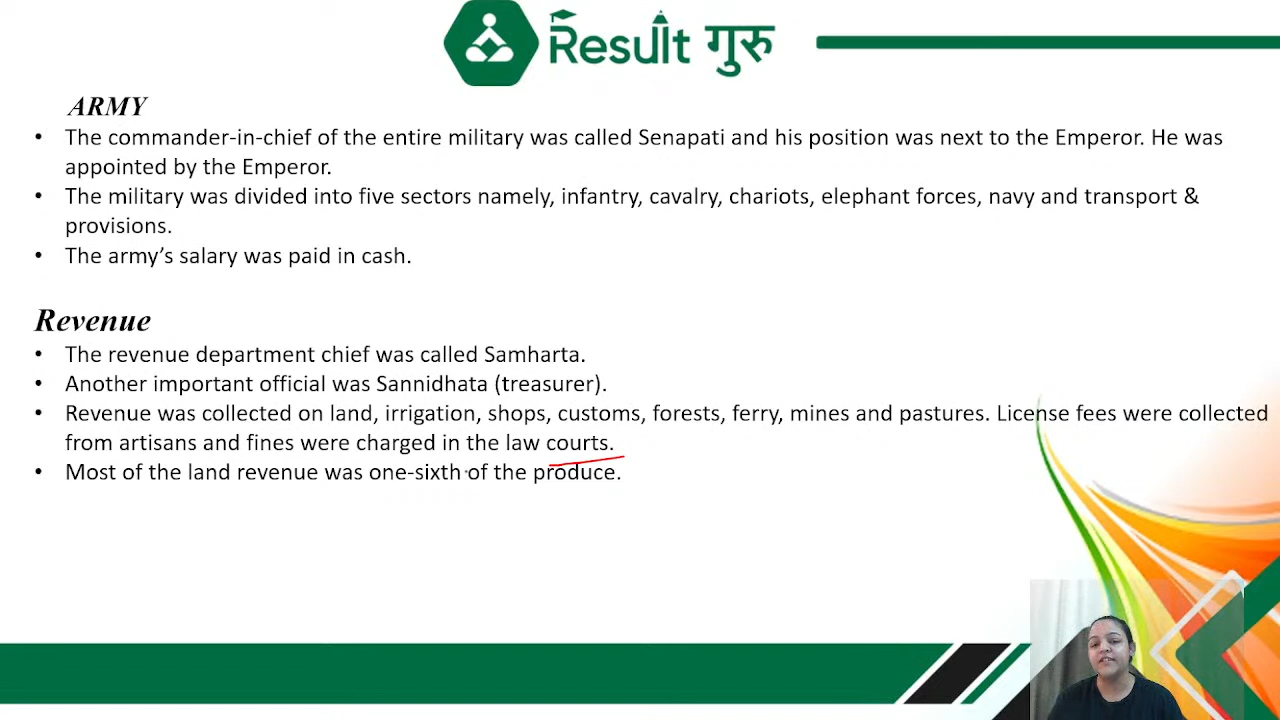 Result गुरु
ARMY
• The commander-in-chief of the entire military was called Senapati and his position was next to the Emperor. He was
appointed by the Emperor.
• The military was divided into five sectors namely, infantry, cavalry, chariots, elephant forces, navy and transport &
provisions.
• The army’s salary was paid in cash.
Revenue
• The revenue department chief was called Samharta.
• Another important official was Sannidhata (treasurer).
• Revenue was collected on land, irrigation, shops, customs, forests, ferry, mines and pastures. License fees were collected
from artisans and fines were charged in the law courts.
• Most of the land revenue was one-sixth of the produce.